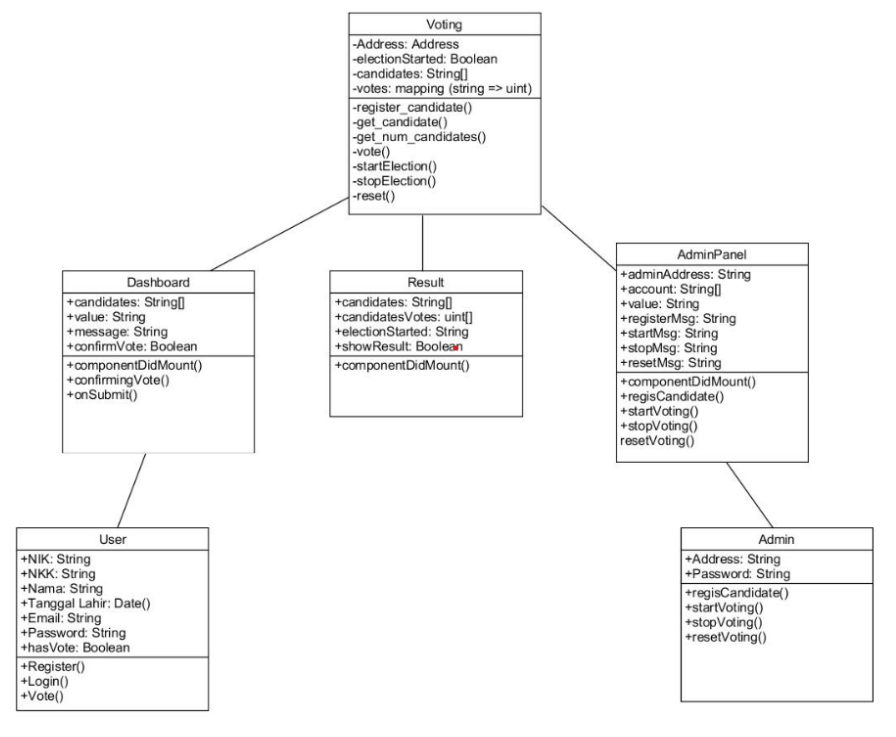 Voting
-Address: Address
-electionStarted: Boolean
-candidates: String[]
-votes: mapping (string => uint)
-register_candidate()
-get_candidate()
-get_num_candidates()
-vote()
-startElection()
-stopElection()
-reset()
Dashboard
+candidates: String[]
+value: String
+message: String
+confirmVote: Boolean
+componentDidMount()
+confirmingVote()
+onSubmit()
Result
+candidates: String[]
+candidatesVotes: uint[]
+electionStarted: String
+showResult: Boolean
+componentDidMount()
AdminPanel
+adminAddress: String
+account: String[]
+value: String
+registerMsg: String
+startMsg: String
+stopMsg: String
+resetMsg: String
+componentDidMount()
+regisCandidate()
+startVoting()
+stopVoting()
resetVoting()
User
+NIK: String
+NKK: String
+Nama: String
+Tanggal Lahir: Date()
+Email: String
+Password: String
+hasVote: Boolean
+Register()
+Login()
+Vote()
Admin
+Address: String
+Password: String
+regisCandidate()
+startVoting()
+stopVoting()
+resetVoting()